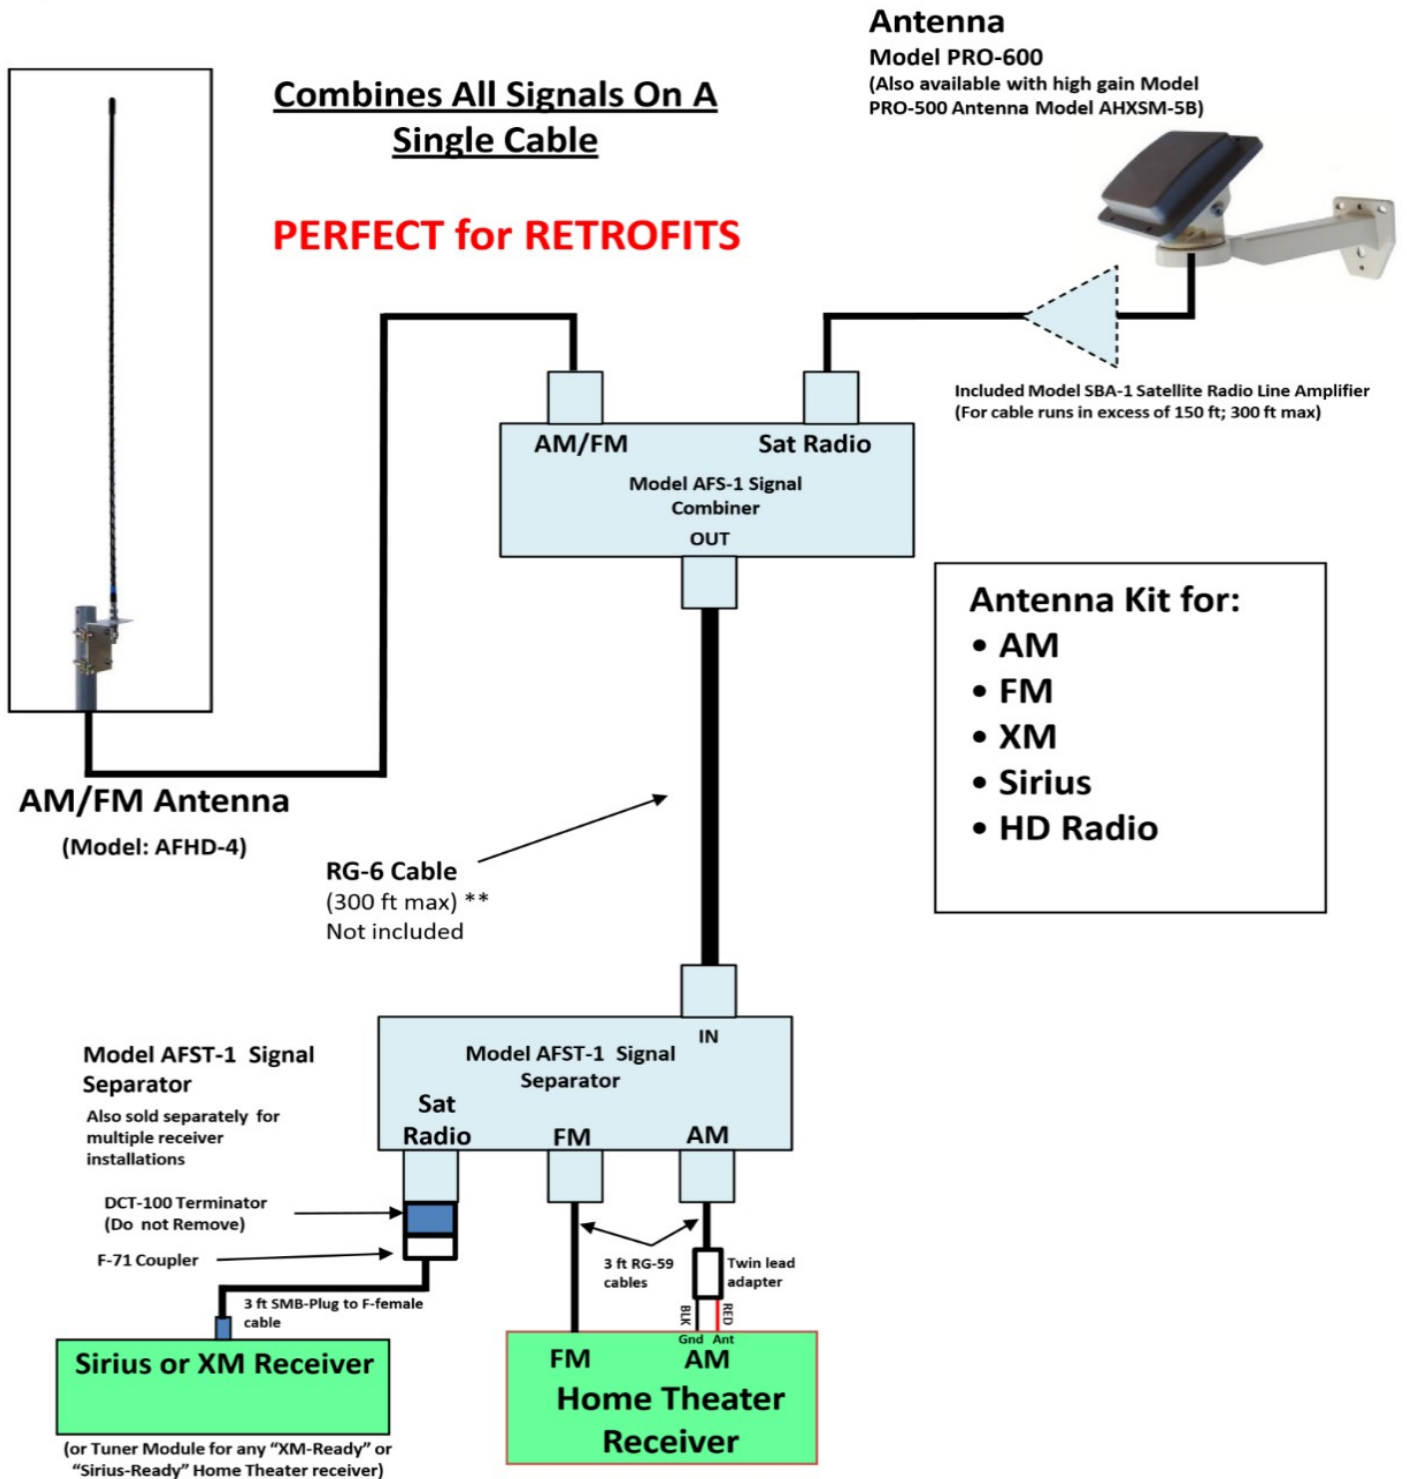 Antenna
Model PRO-600
(Also available with high gain Model
PRO-500 Antenna Model AHXSM-5B)
Combines All Signals On A
Single Cable
PERFECT for RETROFITS
Included Model SBA-1 Satellite Radio Line Amplifier
(For cable runs in excess of 150 ft; 300 ft max)
AM/FM
Sat Radio
Model AFS-1 Signal
Combiner
OUT
Antenna Kit for:
• AM
• FM
• XM
• Sirius
• HD Radio
AM/FM Antenna
(Model: AFHD-4)
RG-6 Cable
(300 ft max) **
Not included
IN
Model AFST-1 Signal
Separator
Sat
Radio
FM
AM
Model AFST-1 Signal
Separator
Also sold separately for
multiple receiver
installations
DCT-100 Terminator
(Do not Remove)
F-71 Coupler
3 ft RG-59
cables
Twin lead
adapter
3 ft SMB-Plug to F-female
cable
BLK
RED
Gnd Ant
Sirius or XM Receiver
(or Tuner Module for any “XM-Ready” or
“Sirius-Ready” Home Theater receiver)
FM
AM
Home Theater
Receiver